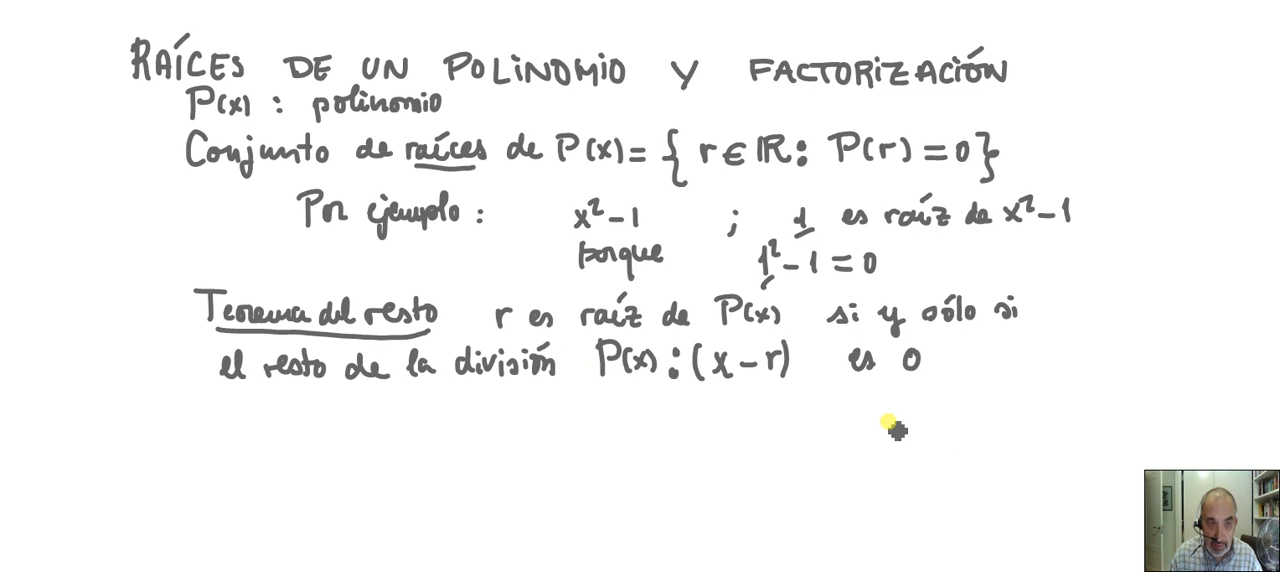 RAÍCES DE UN POLINOMIO Y FACTORIZACIÓN
P(x) : polinomio
Conjunto de raíces de P(x) = { r ∈ ℝ : P(r) = 0 }
Por ejemplo : x² - 1 ; 1 es raíz de x² - 1
porque 1² - 1 = 0
Teorema del resto r es raíz de P(x) si y sólo si
el resto de la división P(x) : (x - r) es 0